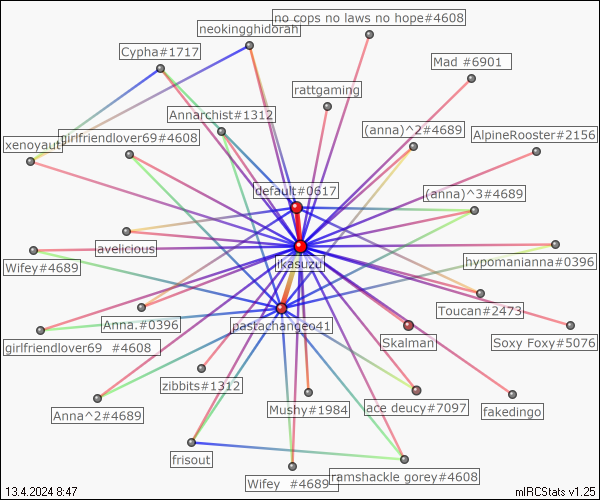 no cops no laws no hope#4608
neokingghidorah
Cypha#1717
Mad #6901
rattgaming
Annarchist#1312
(anna)^2#4689
AlpineRooster#2156
xenoyaut
girlfriendlover69#4608
default#0617
(anna)^3#4689
avelicious
ikasuzu
hypomanianna#0396
Wifey#4689
Toucan#2473
Anna.#0396
pastachangeo41
Skalman
Soxy Foxy#5076
girlfriendlover69 #4608
zibbits#1312
Anna^2#4689
Mushy#1984
ace deucy#7097
fakedingo
frisout
Wifey #4689
ramshackle gorey#4608
13.4.2024 8:47
mIRCStats v1.25